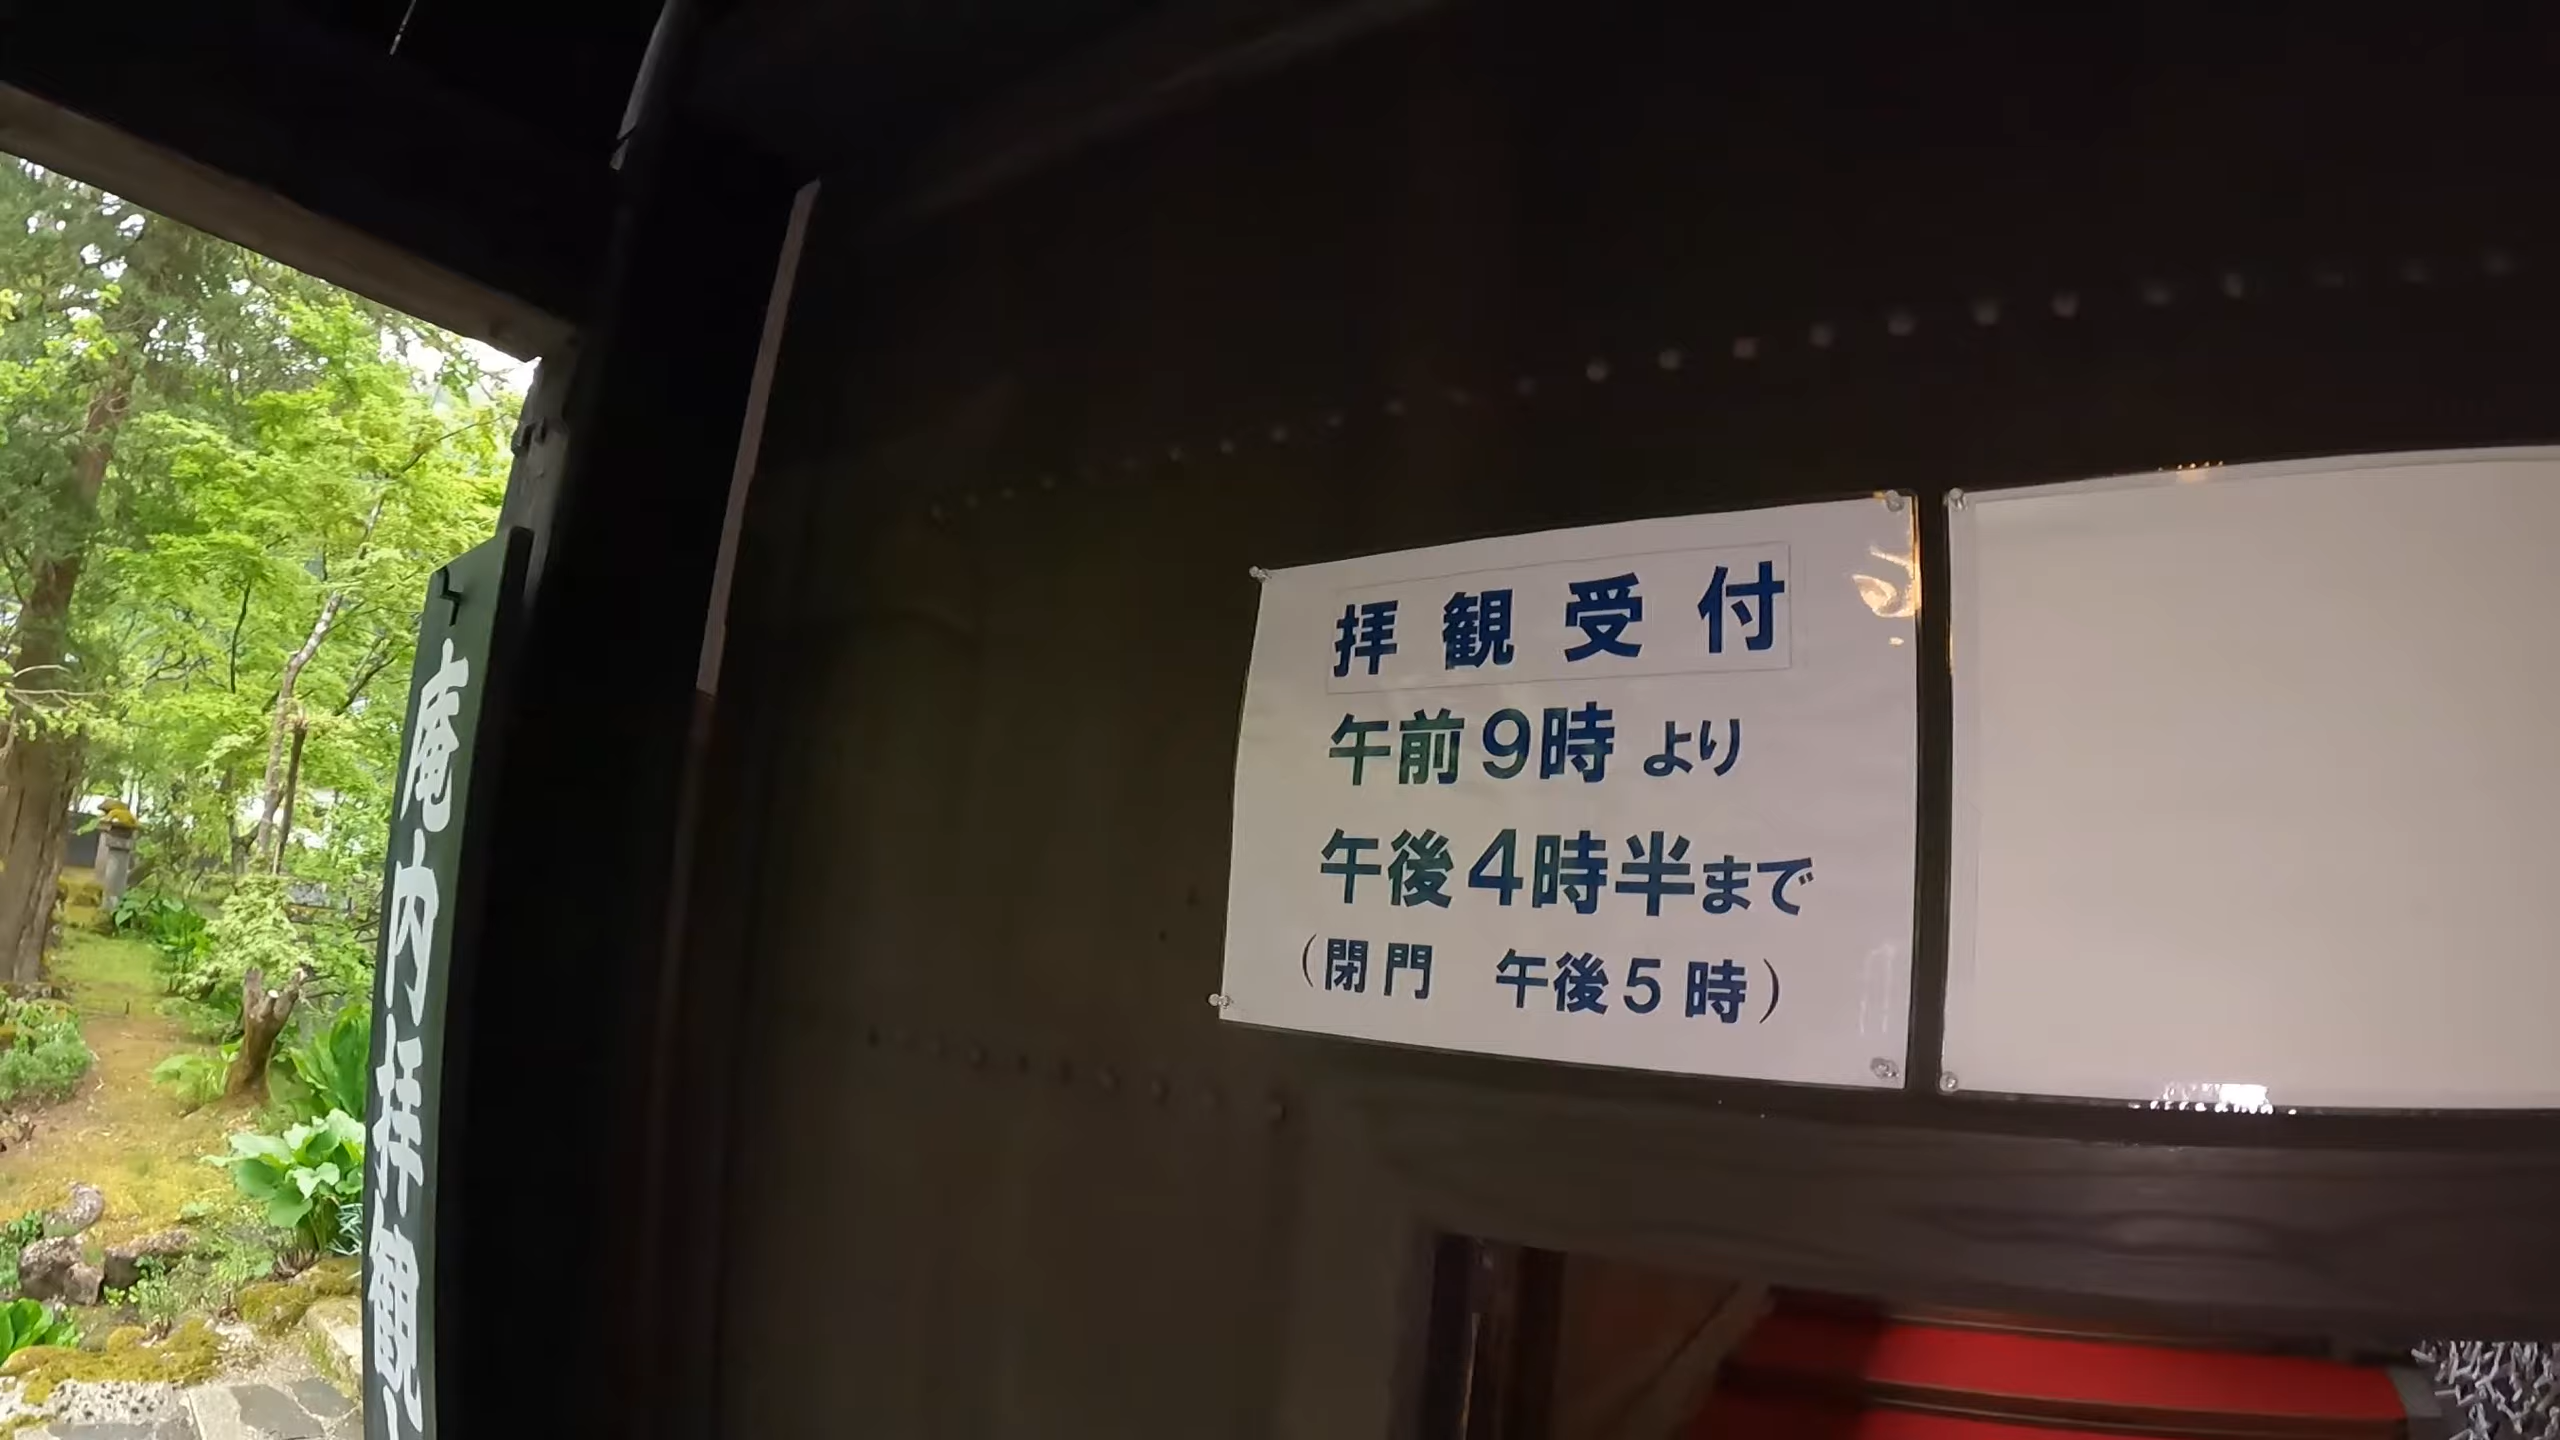 庵内拝観
拝観受付
午前9時より
午後4時半まで
（閉門　午後5時）